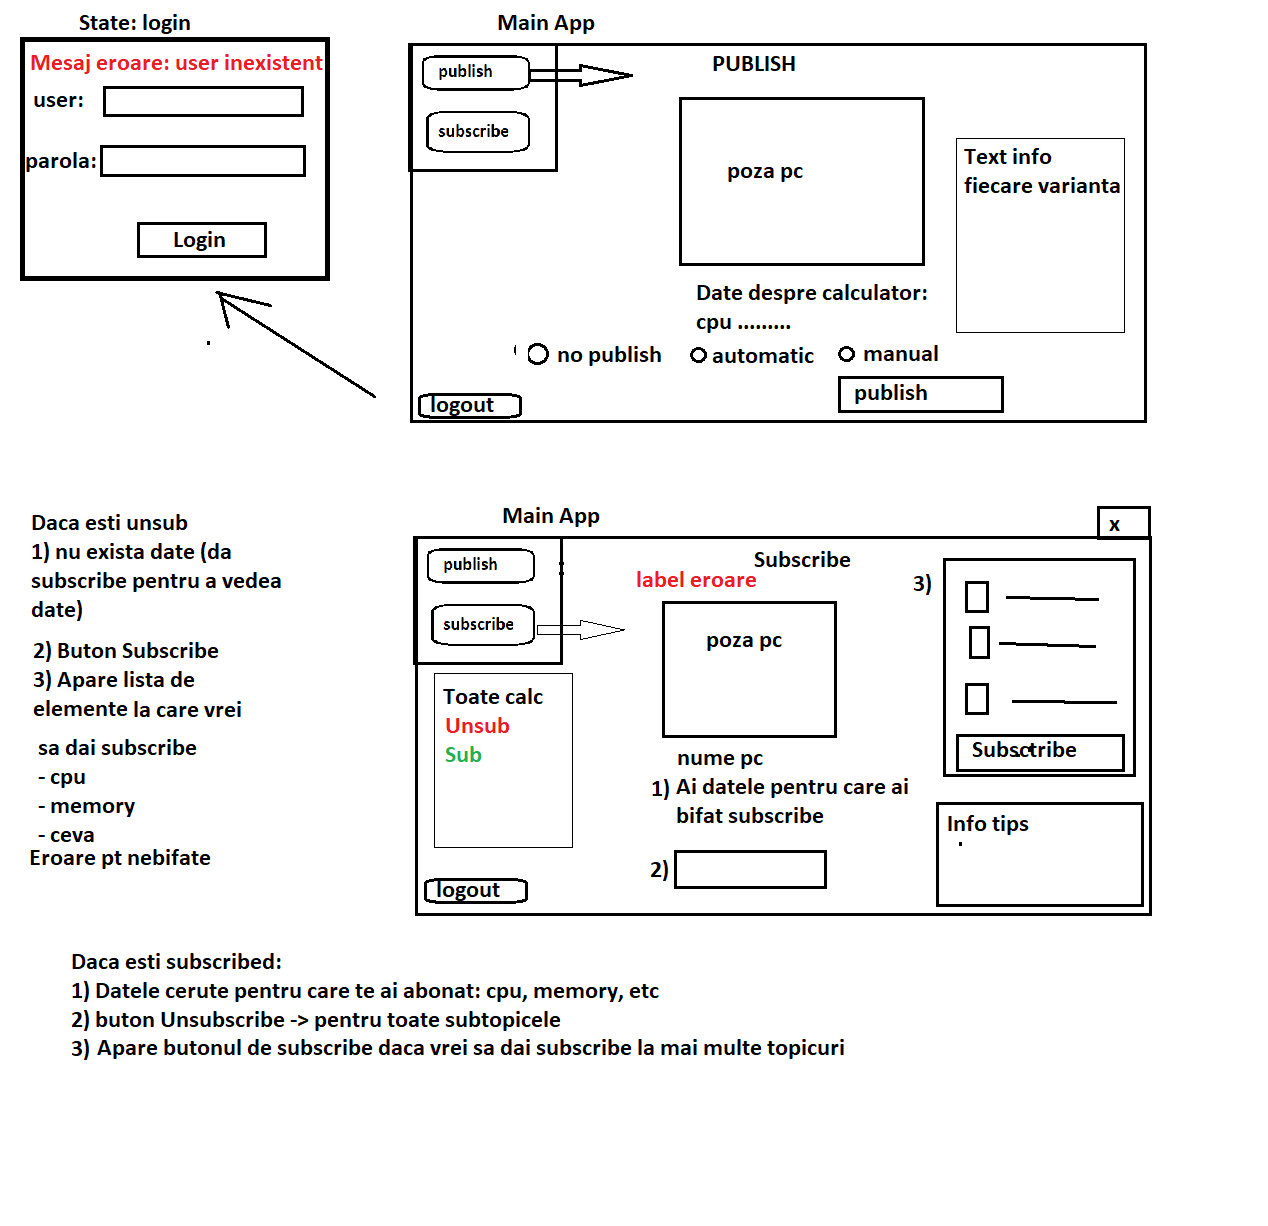 State: login
Mesaj eroare: user inexistent
user:
parola:
Login
Main App
publish
subscribe
PUBLISH
poza pc
Text info
fiecare varianta
Date despre calculator:
cpu .........
no publish
automatic
manual
publish
logout
Daca esti unsub
1) nu exista date (da
subscribe pentru a vedea
date)
2) Buton Subscribe
3) Apare lista de
elemente la care vrei
sa dai subscribe
- cpu
- memory
- ceva
Eroare pt nebifate
Main App
x
publish
subscribe
Subscribe
label eroare
poza pc
3)
Subsctribe
Toate calc
Unsub
Sub
nume pc
1) Ai datele pentru care ai
bifat subscribe
2)
Info tips
logout
Daca esti subscribed:
1) Datele cerute pentru care te ai abonat: cpu, memory, etc
2) buton Unsubscribe -> pentru toate subtopicele
3) Apare butonul de subscribe daca vrei sa dai subscribe la mai multe topicuri